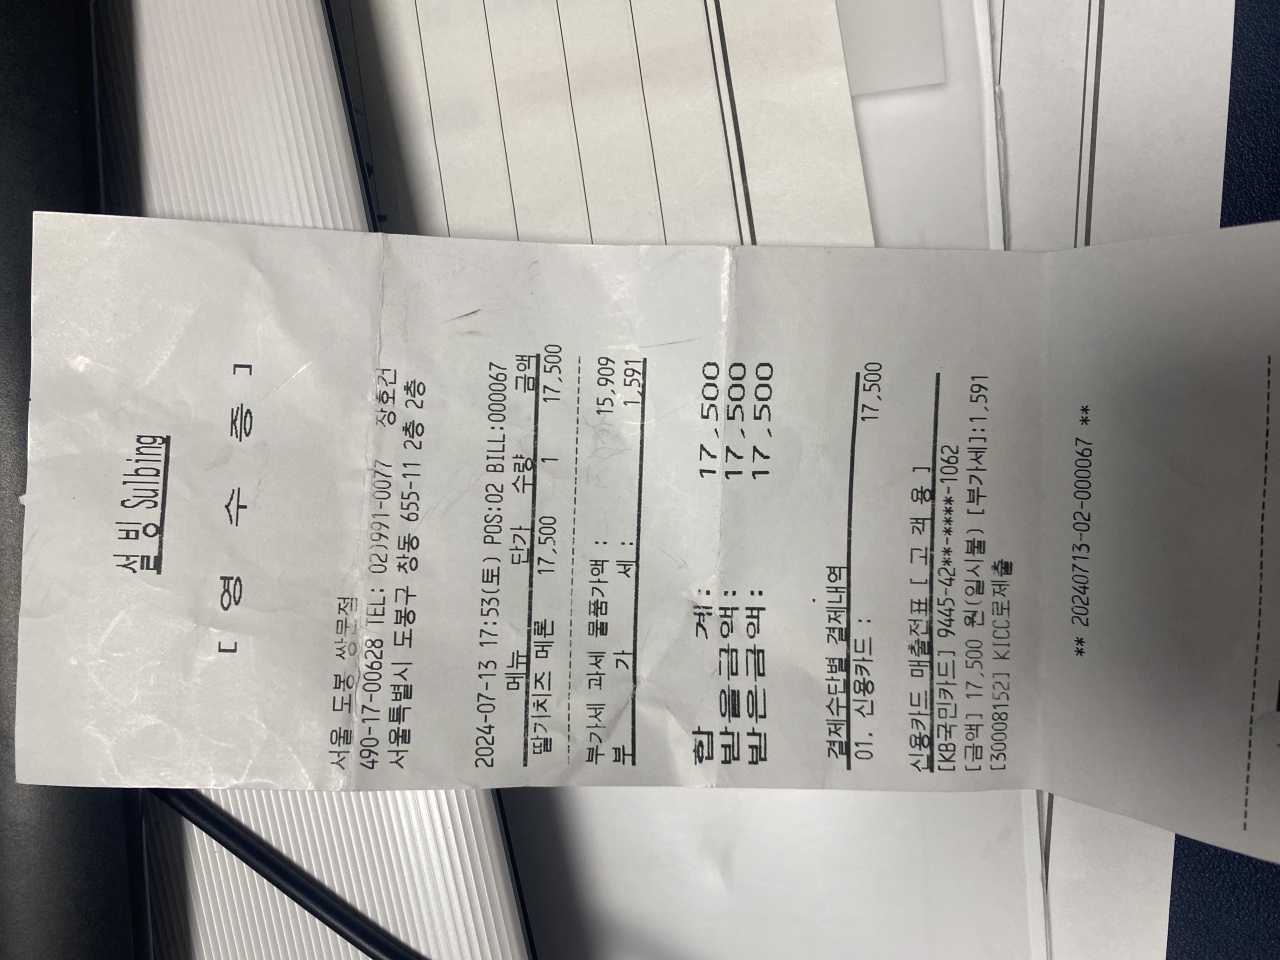 설빙 Sulbing
[ 영 수 증 ]
서울 도봉 쌍문점
490-17-00628 TEL: 02)991-0077 장호건
서울특별시 도봉구 창동 655-11 2층 2층
2024-07-13 17:53(토) POS:02 BILL:000067
메뉴 단가 수량 금액
딸기치즈 메론 17,500 1 17,500
부가세 과세 물품가액 : 15,909
부 가 세 : 1,591
합 계: 17,500
받을금액: 17,500
받은금액: 17,500
결제수단별 결제내역
01. 신용카드 : 17,500
신용카드 매출전표 [ 고 객 용 ]
[KB국민카드] 9445-42**-****-1062
[금액] 17,500 원(일시불) [부가세]:1,591
[30008152] KICC로제출
** 20240713-02-000067 **